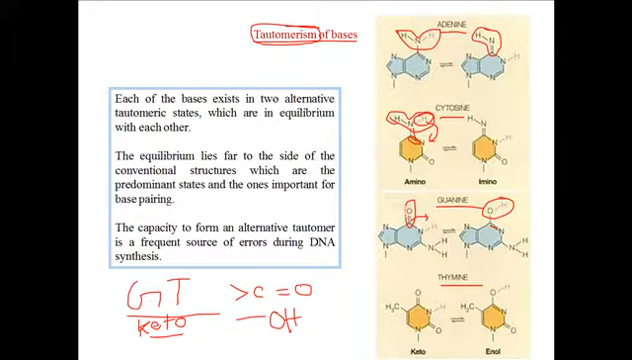 Tautomerism of bases
Each of the bases exists in two alternative
tautomeric states, which are in equilibrium
with each other.
The equilibrium lies far to the side of the
conventional structures which are the
predominant states and the ones important for
base pairing.
The capacity to form an alternative tautomer
is a frequent source of errors during DNA
synthesis.
GT
keto
>C=O
—OH
ADENINE
H N H
H N
N N N N
N N N N H
CYTOSINE
H N H
H N
N N O
N H N O
Amino Imino
GUANINE
O
O H
N N N N H
N H H
N N N N
N H H
THYMINE
O
O H
H₃C N H
N O
H₃C N
N O
Keto Enol